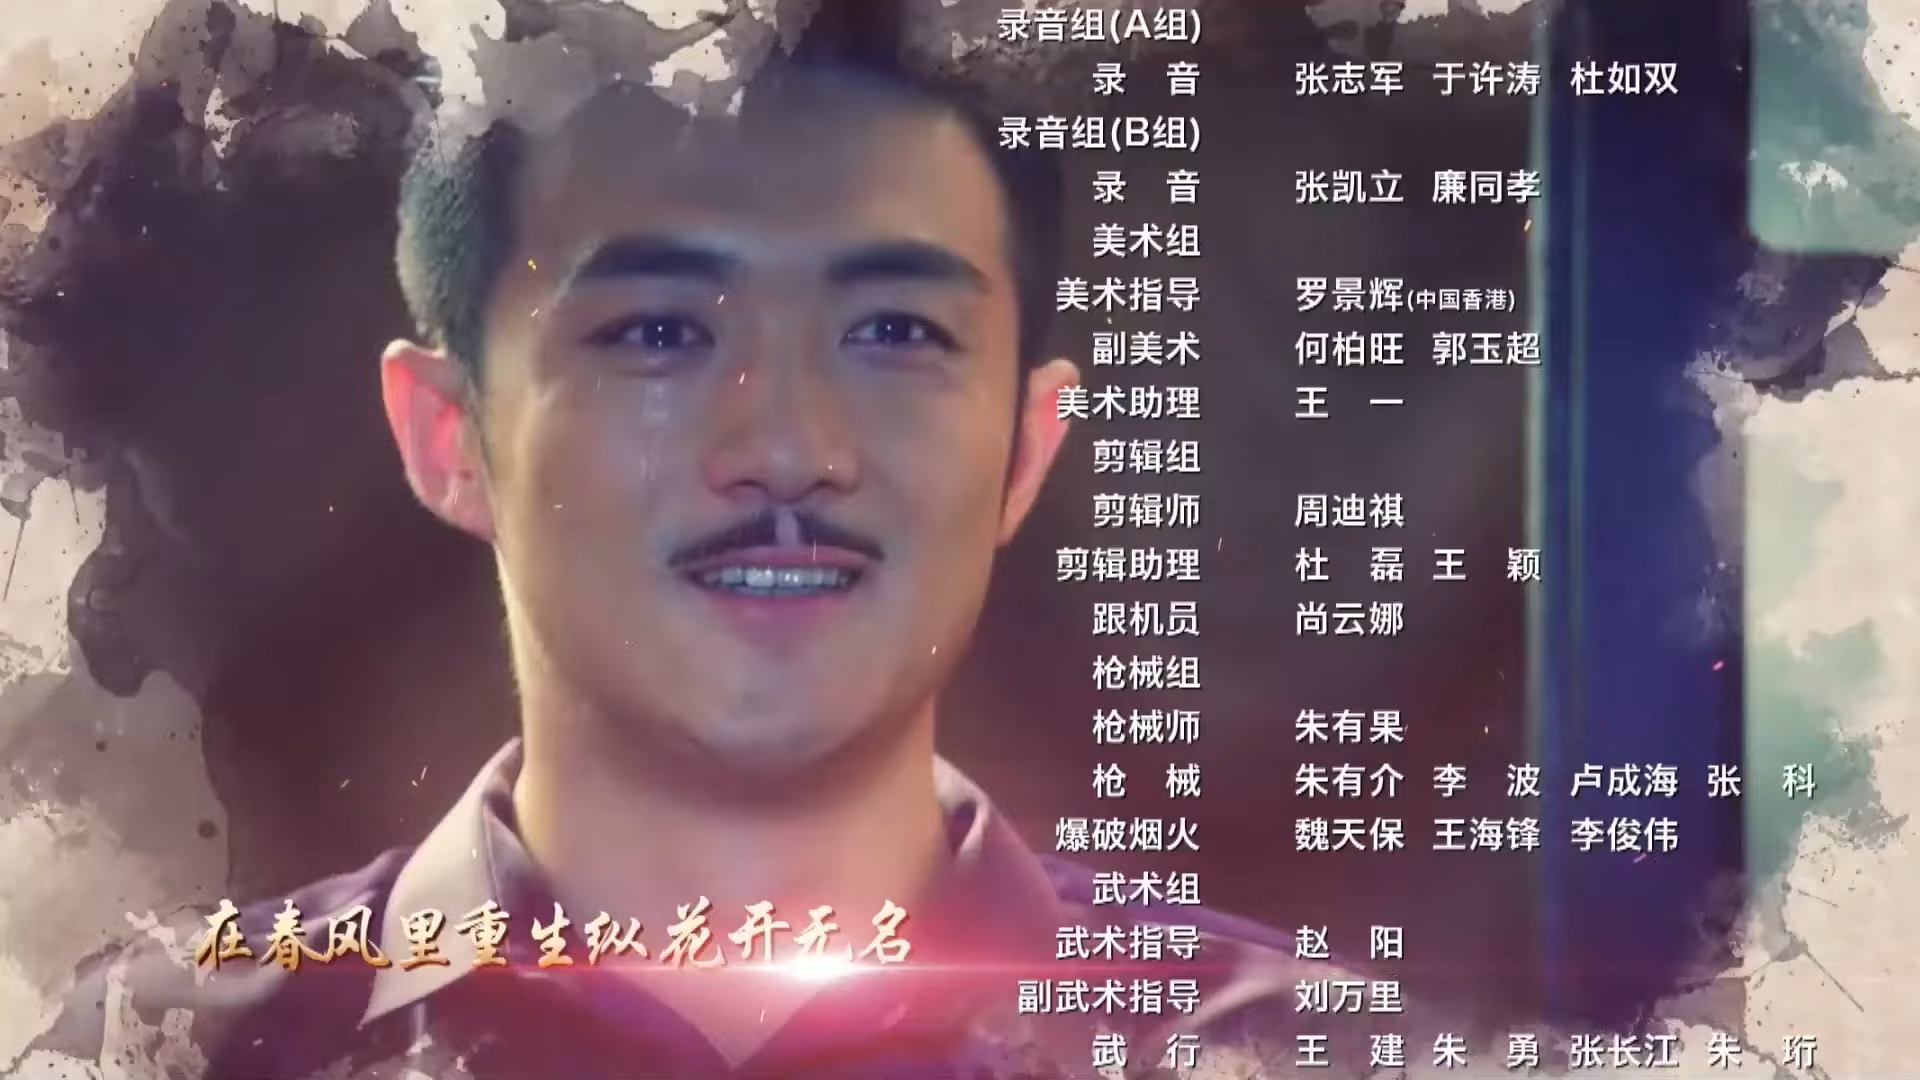 录音组(A组)
录 音 张志军 于许涛 杜如双
录音组(B组)
录 音 张凯立 廉同孝
美术组
美术指导 罗景辉(中国香港)
副美术 何柏旺 郭玉超
美术助理 王 一
剪辑组
剪辑师 周迪祺
剪辑助理 杜 磊 王 颖
跟机员 尚云娜
枪械组
枪械师 朱有果
枪 械 朱有介 李 波 卢成海 张 科
爆破烟火 魏天保 王海锋 李俊伟
武术组
武术指导 赵 阳
副武术指导 刘万里
武 行 王 建 朱 勇 张长江 朱 珩
在春风里重生纵花开无名